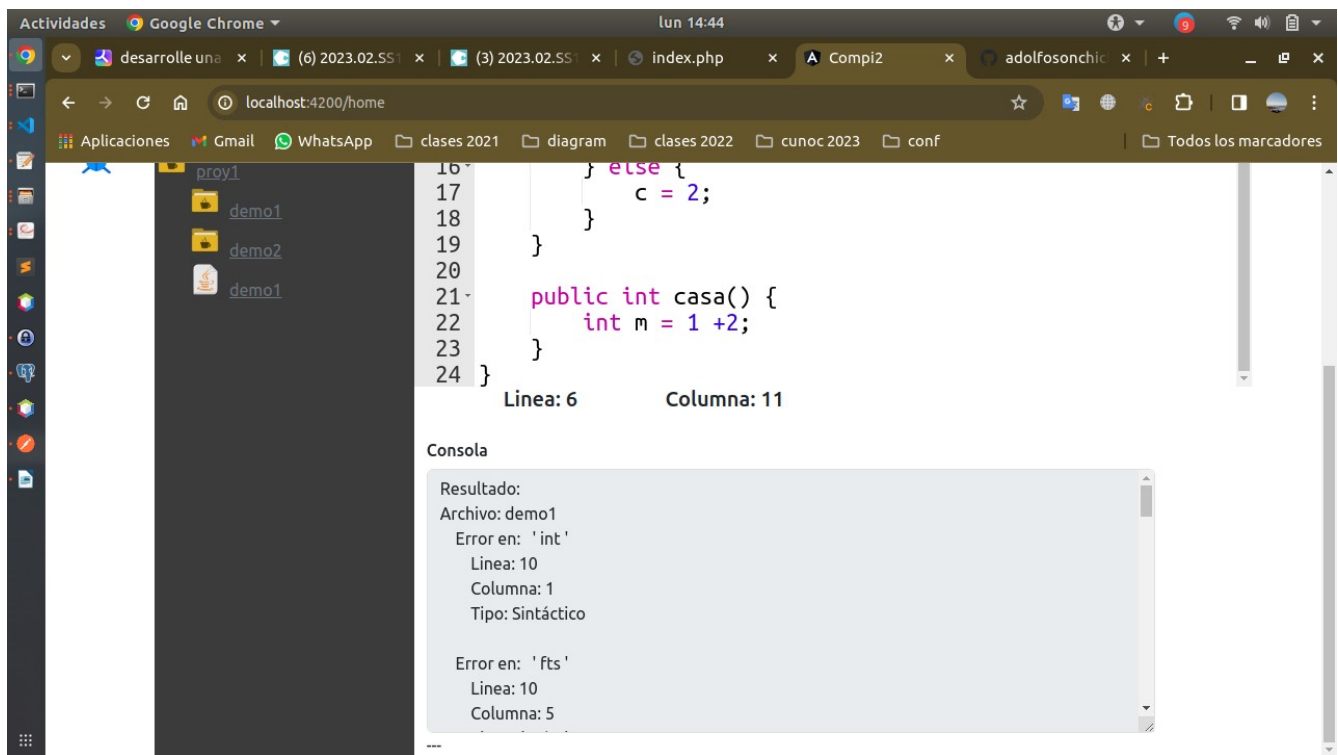 Actividades Google Chrome lun 14:44 9
desarrolle una (6) 2023.02.SS1 (3) 2023.02.SS1 index.php Compi2 adolfosonchic
localhost:4200/home
Aplicaciones Gmail WhatsApp clases 2021 diagram clases 2022 cunoc 2023 conf Todos los marcadores
proy1
demo1
demo2
demo1
16 } else {
17 c = 2;
18 }
19 }
20
21 public int casa() {
22 int m = 1 +2;
23 }
24 }
Linea: 6 Columna: 11
Consola
Resultado:
Archivo: demo1
Error en: ' int '
Linea: 10
Columna: 1
Tipo: Sintáctico
Error en: ' fts '
Linea: 10
Columna: 5
---